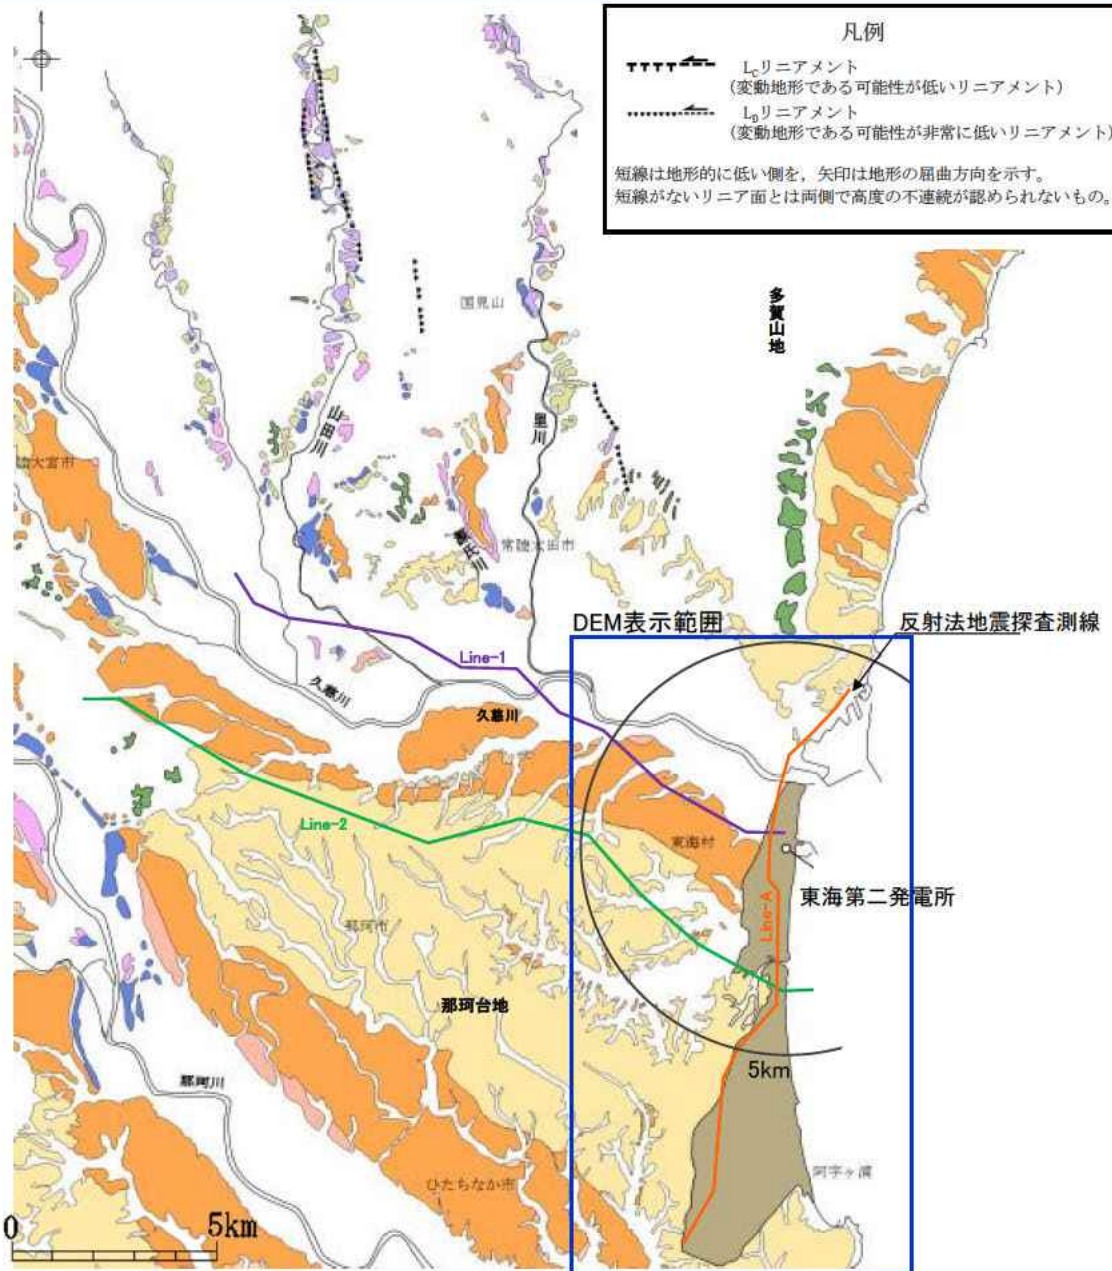 凡例
L_Cリニアメント
(変動地形である可能性が低いリニアメント)
L_Dリニアメント
(変動地形である可能性が非常に低いリニアメント)
短線は地形的に低い側を,矢印は地形の屈曲方向を示す。
短線がないリニア面とは両側で高度の不連続が認められないもの。
国見山
多賀山地
山田川
里川
陸大宮市
常陸太田市
DEM表示範囲
反射法地震探査測線
Line-1
久慈川
久慈川
Line-2
東海村
東海第二発電所
Line-A
那珂市
那珂台地
5km
那珂川
阿字ヶ浦
ひたちなか市
0
5km